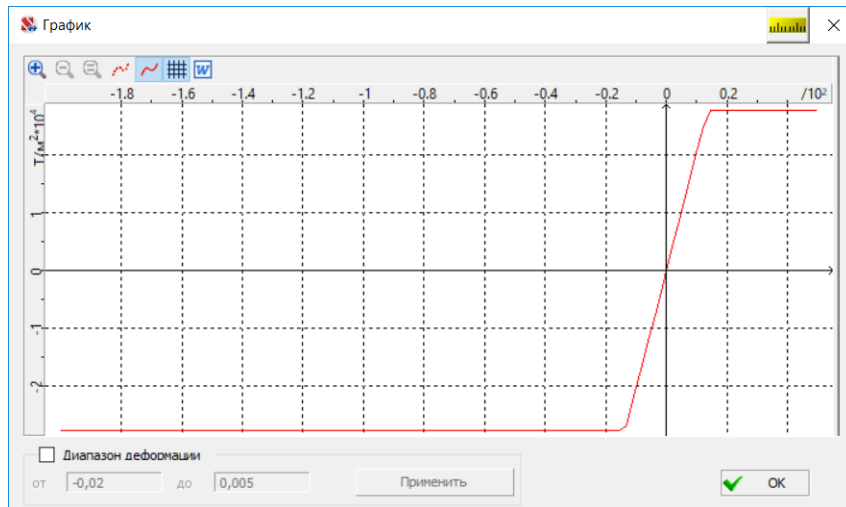 График
W
-1.8 -1.6 -1.4 -1.2 -1 -0.8 -0.6 -0.4 -0.2 0 0.2 /10²
Т/м²*10⁴
1
0
-1
-2
Диапазон деформации
от -0,02 до 0,005 Применить OK